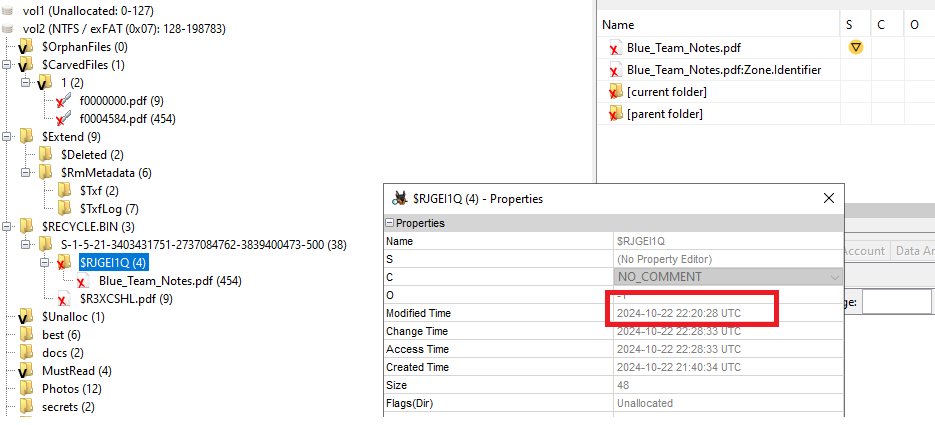 vol1 (Unallocated: 0-127)
vol2 (NTFS / exFAT (0x07): 128-198783)
$OrphanFiles (0)
$CarvedFiles (1)
1 (2)
f0000000.pdf (9)
f0004584.pdf (454)
$Extend (9)
$Deleted (2)
$RmMetadata (6)
$Txf (2)
$TxfLog (7)
$RECYCLE.BIN (3)
S-1-5-21-3403431751-2737084762-3839400473-500 (38)
$RJGEI1Q (4)
Blue_Team_Notes.pdf (454)
$R3XCSHL.pdf (9)
$Unalloc (1)
best (6)
docs (2)
MustRead (4)
Photos (12)
secrets (2)
Name S C O
Blue_Team_Notes.pdf
Blue_Team_Notes.pdf:Zone.Identifier
[current folder]
[parent folder]
$RJGEI1Q (4) - Properties
Properties
Name $RJGEI1Q
S (No Property Editor)
C NO_COMMENT
O -1
Modified Time 2024-10-22 22:20:28 UTC
Change Time 2024-10-22 22:28:33 UTC
Access Time 2024-10-22 22:28:33 UTC
Created Time 2024-10-22 21:40:34 UTC
Size 48
Flags(Dir) Unallocated
Account Data Ar
ge: